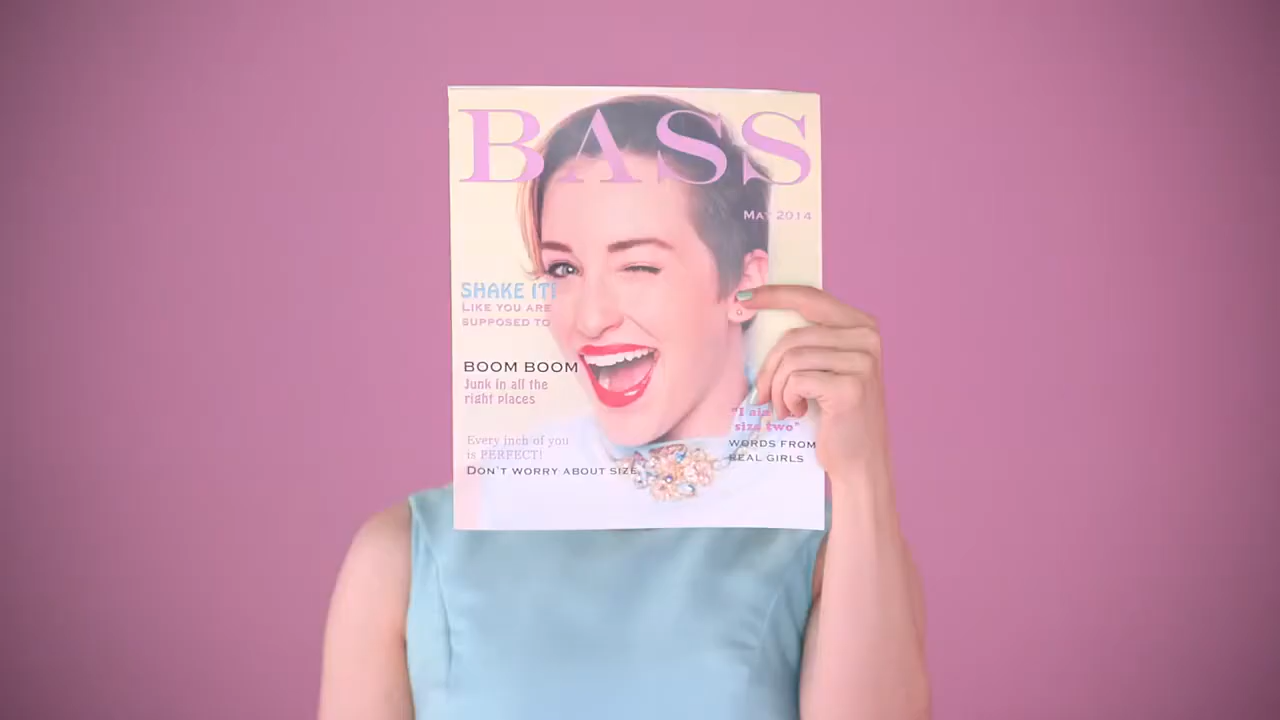 BASS
MAY 2014
SHAKE IT!
LIKE YOU ARE
SUPPOSED TO
BOOM BOOM
Junk in all the
right places
"I ain
size two"
WORDS FROM
REAL GIRLS
Every inch of you
is PERFECT!
DON'T WORRY ABOUT SIZE